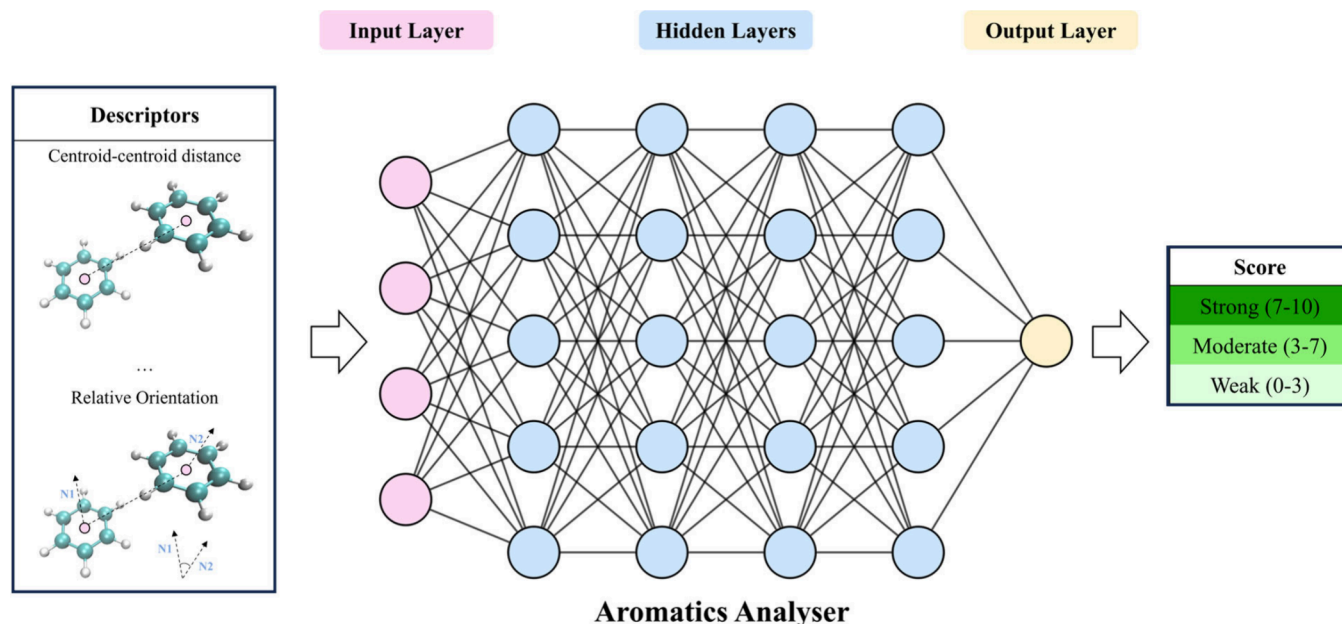 Input Layer
Hidden Layers
Output Layer
Descriptors
Centroid-centroid distance
...
Relative Orientation
N1
N2
N1
N2
Score
Strong (7-10)
Moderate (3-7)
Weak (0-3)
Aromatics Analyser